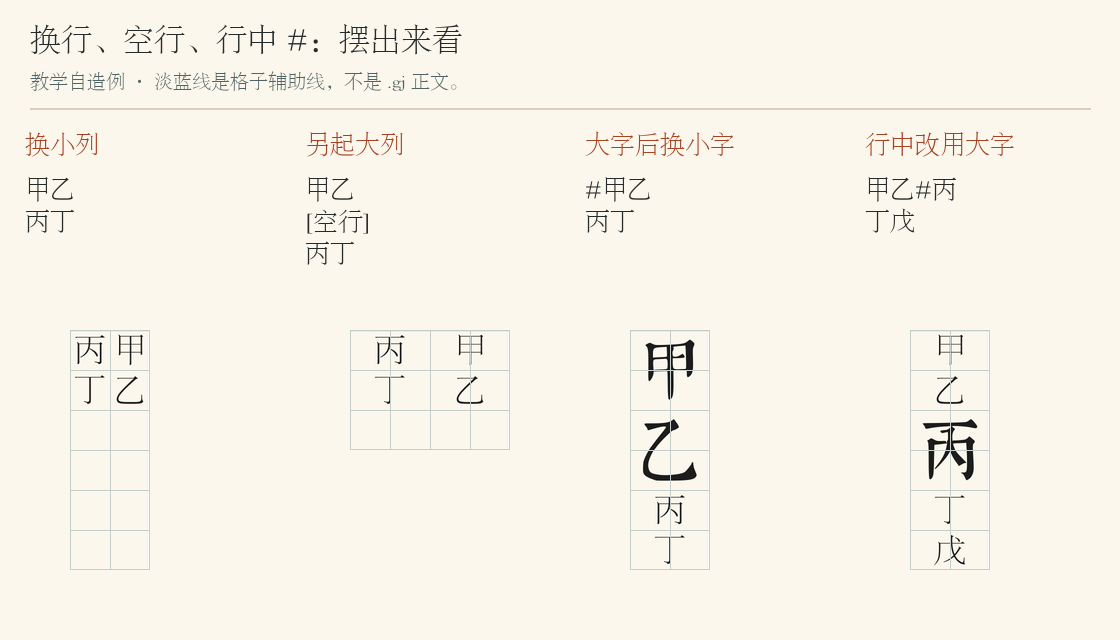 换行、空行、行中 #：摆出来看
教学自造例 · 淡蓝线是格子辅助线，不是 .gj 正文。
换小列
甲乙
丙丁
另起大列
甲乙
[空行]
丙丁
大字后换小字
#甲乙
丙丁
行中改用大字
甲乙#丙
丁戊
甲乙
丙丁
甲乙
丙丁
甲乙丙丁
甲乙丙丁戊